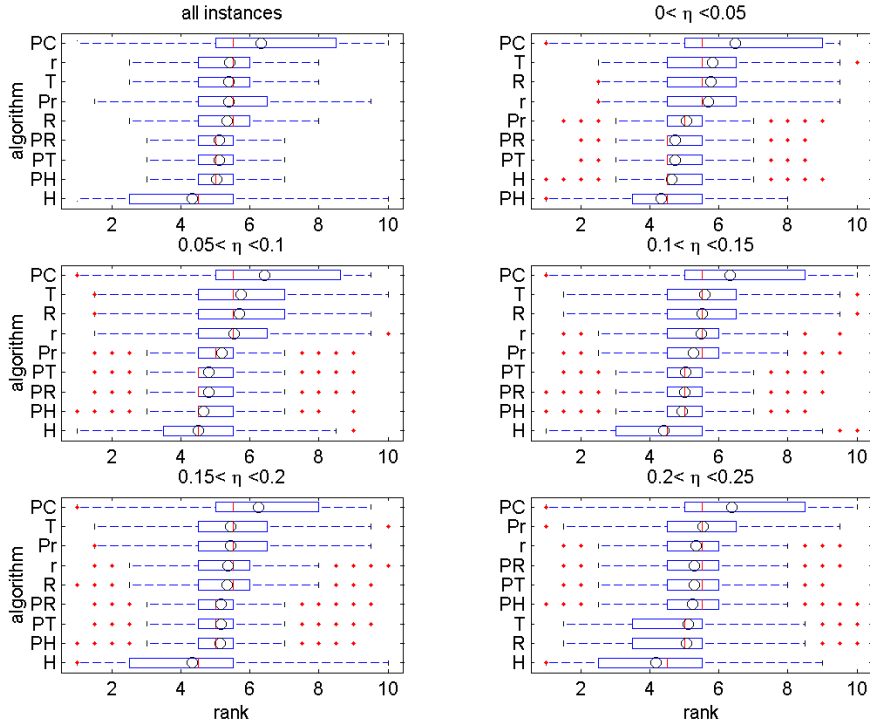 all instances
PC
r
T
Pr
R
PR
PT
PH
H
algorithm
2 4 6 8 10
0< η <0.05
PC
T
R
r
Pr
PR
PT
H
PH
2 4 6 8 10
0.05< η <0.1
PC
T
R
r
Pr
PT
PR
PH
H
algorithm
2 4 6 8 10
0.1< η <0.15
PC
T
R
r
Pr
PT
PR
PH
H
2 4 6 8 10
0.15< η <0.2
PC
T
Pr
r
R
PR
PT
PH
H
algorithm
2 4 6 8 10
rank
0.2< η <0.25
PC
Pr
r
PR
PT
PH
T
R
H
2 4 6 8 10
rank